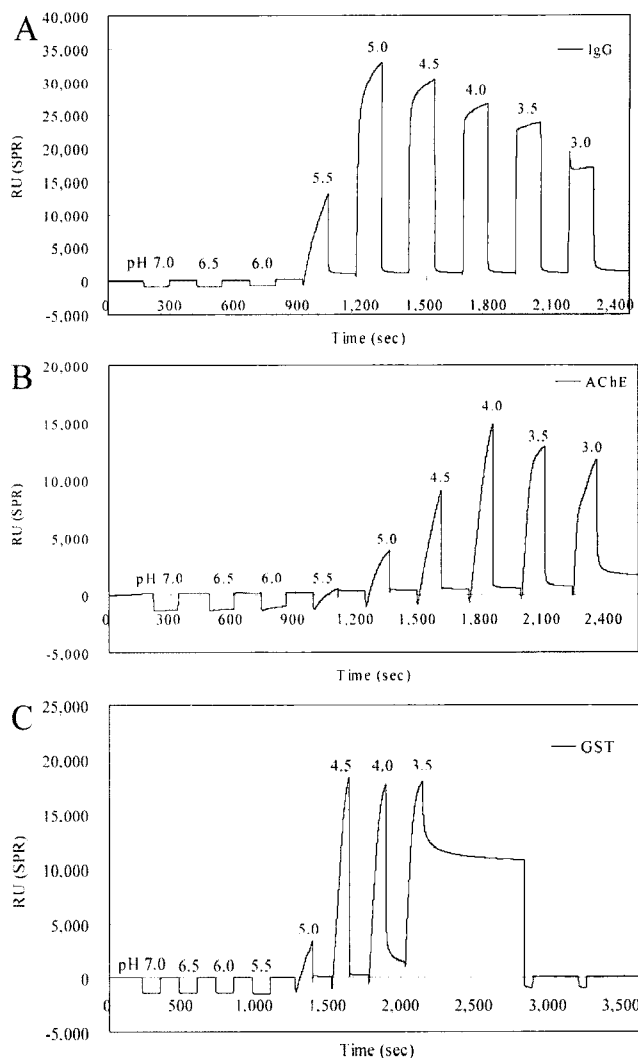 A
40,000
35,000
30,000
25,000
20,000
15,000
10,000
5,000
0
-5,000
RU (SPR)
IgG
pH 7.0 6.5 6.0 5.5 5.0 4.5 4.0 3.5 3.0
0 300 600 900 1,200 1,500 1,800 2,100 2,400
Time (sec)
B
20,000
15,000
10,000
5,000
0
-5,000
RU (SPR)
AChE
pH 7.0 6.5 6.0 5.5 5.0 4.5 4.0 3.5 3.0
0 300 600 900 1,200 1,500 1,800 2,100 2,400
Time (sec)
C
25,000
20,000
15,000
10,000
5,000
0
-5,000
RU (SPR)
GST
pH 7.0 6.5 6.0 5.5 5.0 4.5 4.0 3.5
0 500 1,000 1,500 2,000 2,500 3,000 3,500
Time (sec)